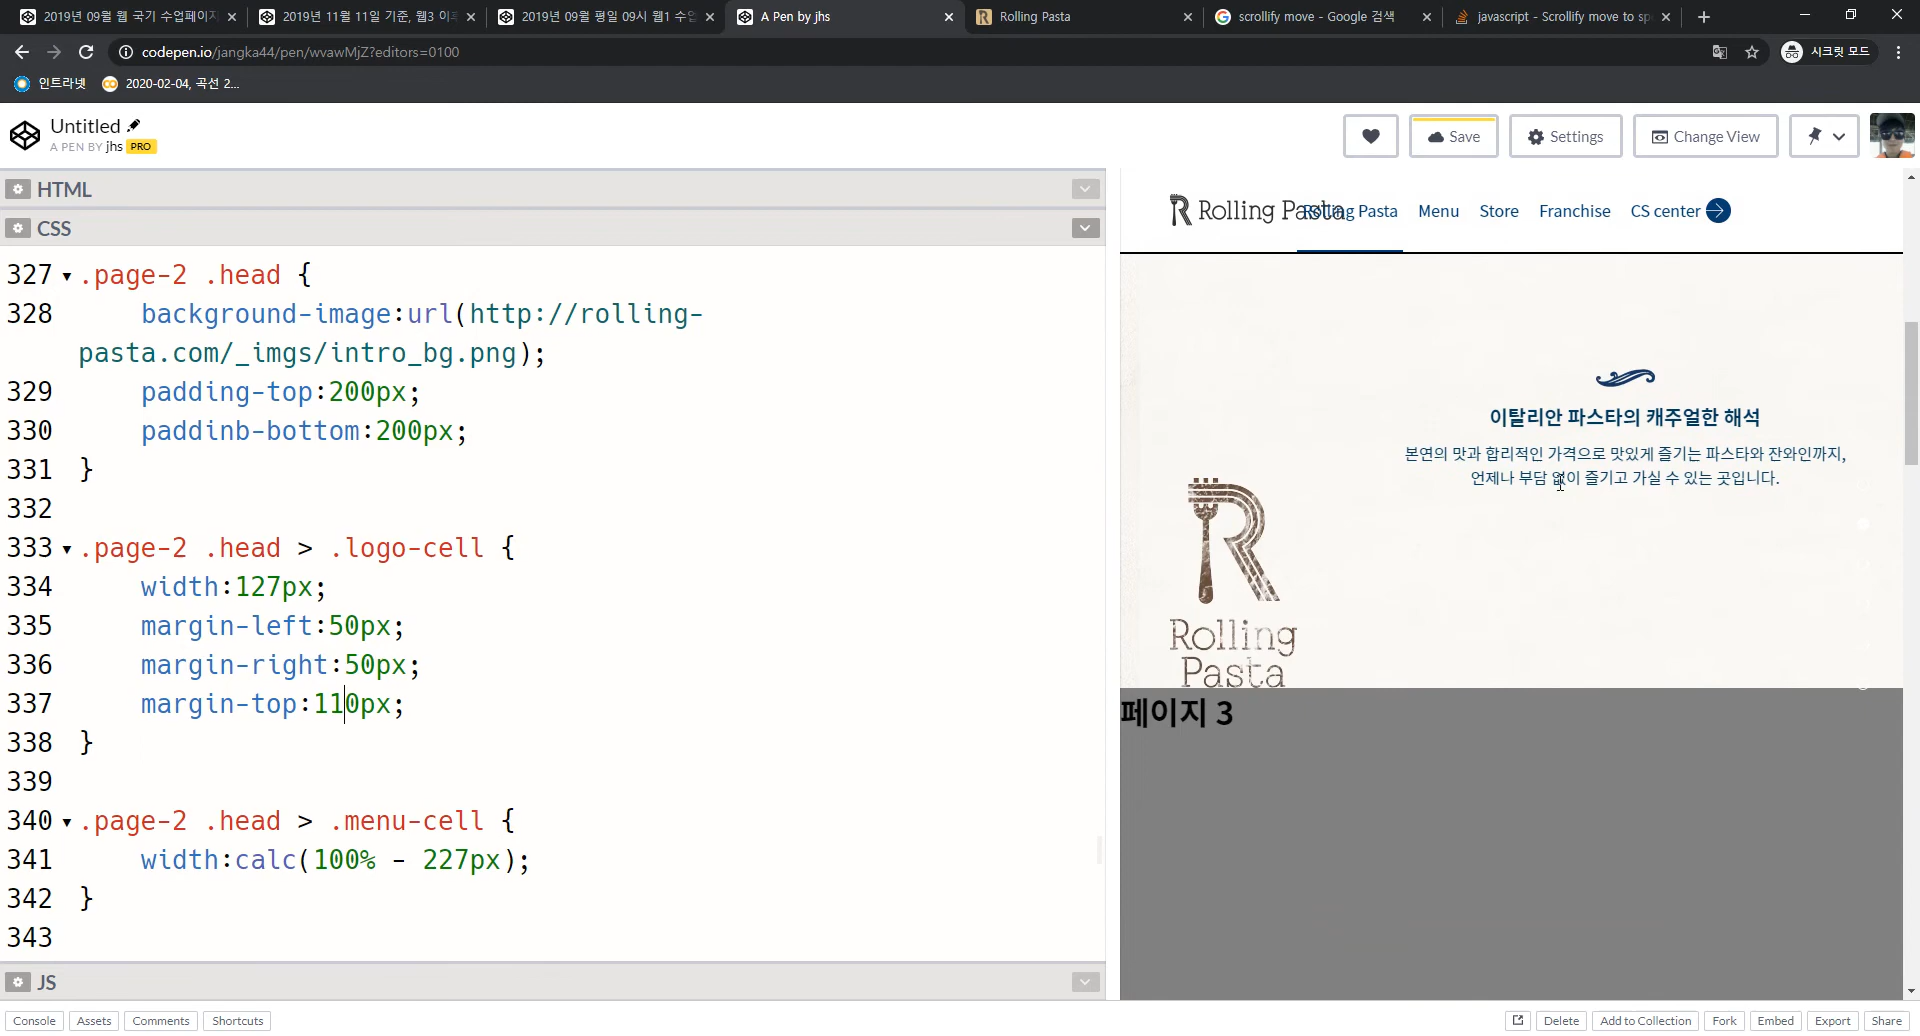 2019년 09월 웹 국기 수업페이지
2019년 11월 11일 기준, 웹3 이
2019년 09월 평일 09시 웹1 수업
A Pen by jhs
Rolling Pasta
scrollify move - Google 검색
javascript - Scrollify move to sp
codepen.io/jangka44/pen/wvawMjZ?editors=0100
시크릿 모드
인트라넷
2020-02-04, 곡선 2...
Untitled
A PEN BY jhs PRO
Save
Settings
Change View
HTML
CSS
327 .page-2 .head {
328 background-image:url(http://rolling-
pasta.com/_imgs/intro_bg.png);
329 padding-top:200px;
330 paddinb-bottom:200px;
331 }
332
333 .page-2 .head > .logo-cell {
334 width:127px;
335 margin-left:50px;
336 margin-right:50px;
337 margin-top:110px;
338 }
339
340 .page-2 .head > .menu-cell {
341 width:calc(100% - 227px);
342 }
343
JS
Rolling Pasta
Rolling Pasta Menu Store Franchise CS center
이탈리안 파스타의 캐주얼한 해석
본연의 맛과 합리적인 가격으로 맛있게 즐기는 파스타와 잔와인까지,
언제나 부담 없이 즐기고 가실 수 있는 곳입니다.
Rolling
Pasta
페이지 3
Console Assets Comments Shortcuts
Delete Add to Collection Fork Embed Export Share